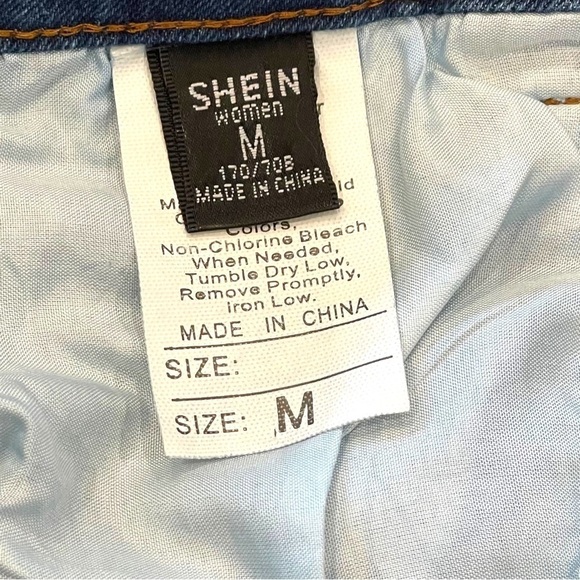 SHEIN
women
M
170/70B
MADE IN CHINA
Colors,
Non-Chlorine Bleach
When Needed,
Tumble Dry Low,
Remove Promptly,
Iron Low.
MADE IN CHINA
SIZE:
SIZE: M